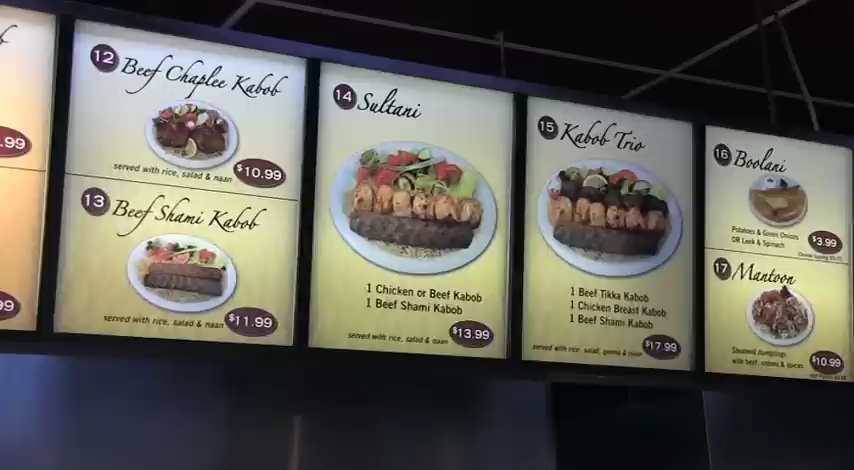 .99
99
12 Beef Chaplee Kabob
served with rice, salad & naan $10.99
13 Beef Shami Kabob
served with rice, salad & naan $11.99
14 Sultani
1 Chicken or Beef Kabob
1 Beef Shami Kabob
served with rice, salad & naan $13.99
15 Kabob Trio
1 Beef Tikka Kabob
1 Chicken Breast Kabob
1 Beef Shami Kabob
served with rice, salad, & naan $17.99
16 Boolani
Potatoes & Green Onions
OR Leek & Spinach
$3.99
17 Mantoon
Steamed dumplings
with beef, onions & spices $10.99